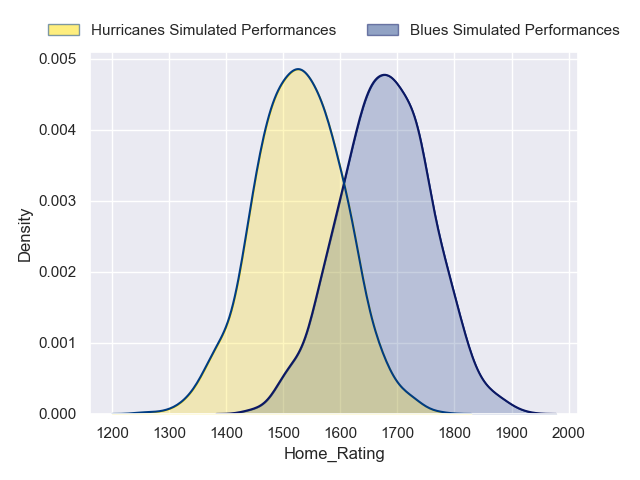 Hurricanes Simulated Performances Blues Simulated Performances
0.005
0.004
0.003
0.002
0.001
0.000
Density
1200 1300 1400 1500 1600 1700 1800 1900 2000
Home_Rating